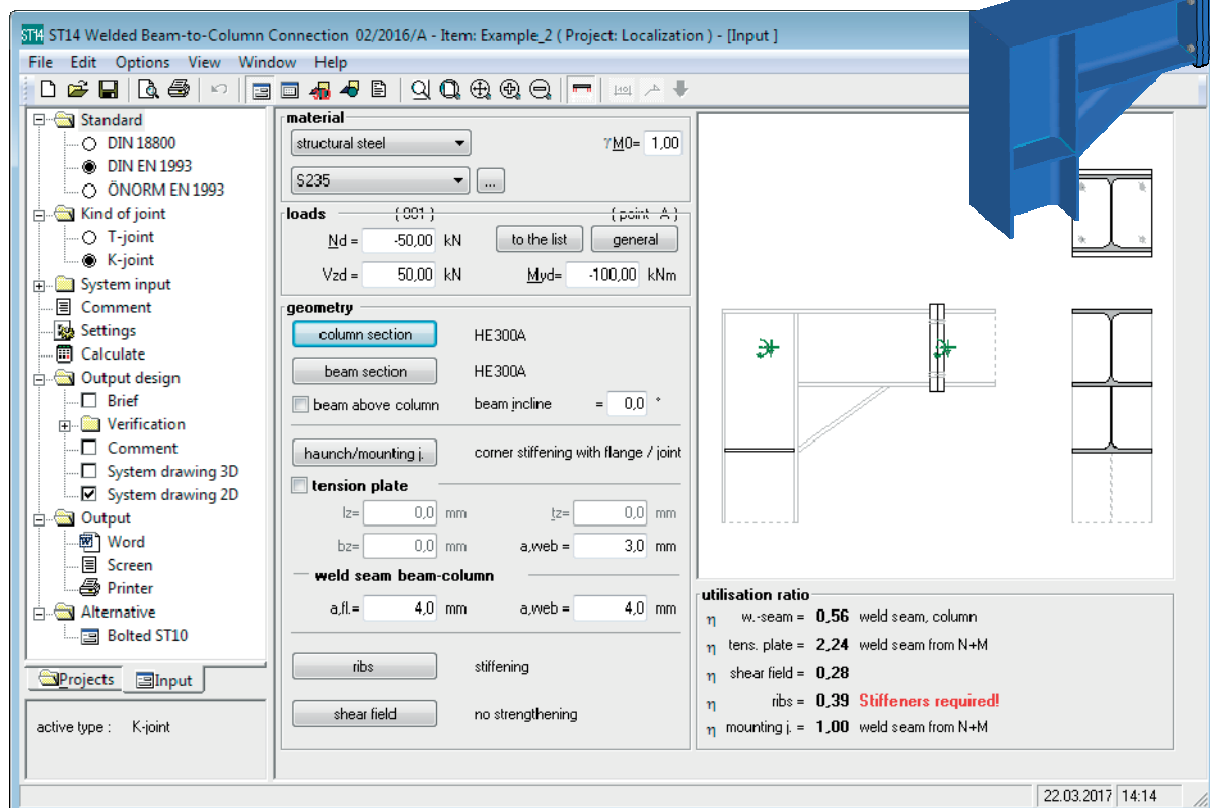 ST14 ST14 Welded Beam-to-Column Connection 02/2016/A - Item: Example_2 ( Project: Localization ) - [Input ]
File Edit Options View Window Help
Standard
DIN 18800
DIN EN 1993
ÖNORM EN 1993
Kind of joint
T-joint
K-joint
System input
Comment
Settings
Calculate
Output design
Brief
Verification
Comment
System drawing 3D
System drawing 2D
Output
Word
Screen
Printer
Alternative
Bolted ST10
Projects Input
active type : K-joint
material
structural steel γM0= 1,00
S235 ...
loads ( 001 ) ( point A )
Nd = -50,00 kN to the list general
Vzd = 50,00 kN Myd= -100,00 kNm
geometry
column section HE300A
beam section HE300A
beam above column beam incline = 0,0 °
haunch/mounting j. corner stiffening with flange / joint
tension plate
lz= 0,0 mm tz= 0,0 mm
bz= 0,0 mm a,web = 3,0 mm
weld seam beam-column
a,fl.= 4,0 mm a,web = 4,0 mm
ribs stiffening
shear field no strengthening
utilisation ratio
η w.-seam = 0,56 weld seam, column
η tens. plate = 2,24 weld seam from N+M
η shear field = 0,28
η ribs = 0,39 Stiffeners required!
η mounting j. = 1,00 weld seam from N+M
22.03.2017 14:14